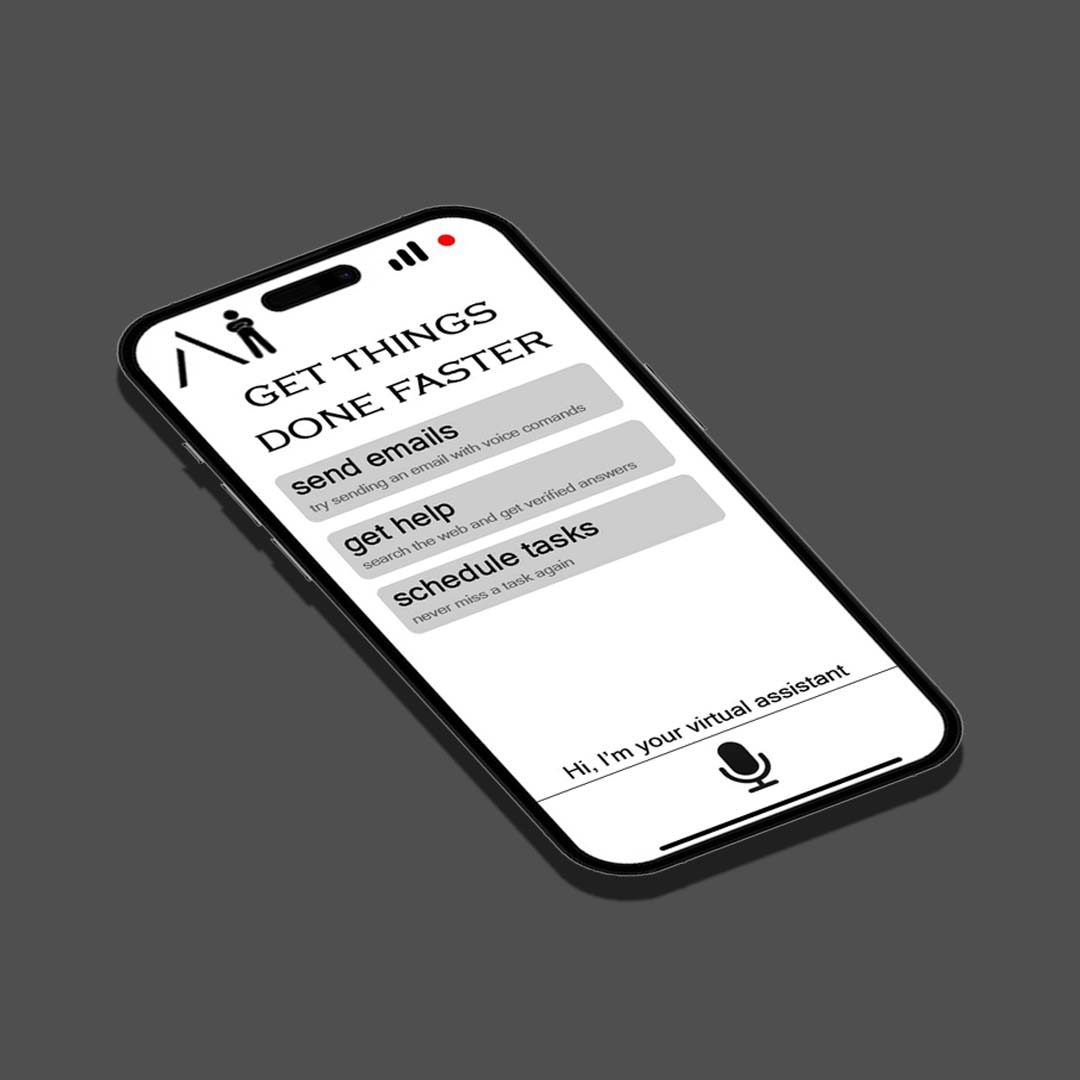 Ai
GET THINGS
DONE FASTER
send emails
try sending an email with voice comands
get help
search the web and get verified answers
schedule tasks
never miss a task again
Hi, I'm your virtual assistant